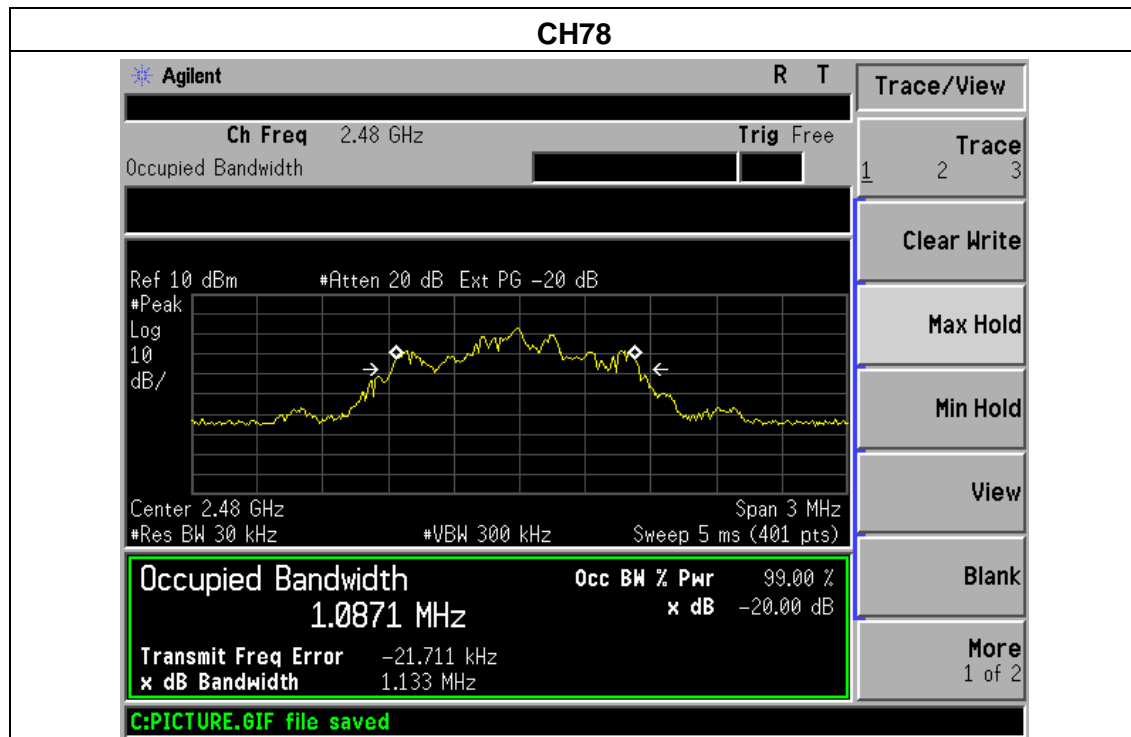 CH78
Agilent
R T
Trace/View
Ch Freq 2.48 GHz
Trig Free
Occupied Bandwidth
Trace
1 2 3
Clear Write
Ref 10 dBm #Atten 20 dB Ext PG -20 dB
#Peak
Log
10
dB/
Max Hold
Min Hold
View
Center 2.48 GHz
Span 3 MHz
#Res BW 30 kHz #VBW 300 kHz Sweep 5 ms (401 pts)
Occupied Bandwidth
1.0871 MHz
Occ BW % Pwr 99.00 %
x dB -20.00 dB
Blank
Transmit Freq Error -21.711 kHz
x dB Bandwidth 1.133 MHz
More
1 of 2
C:PICTURE.GIF file saved